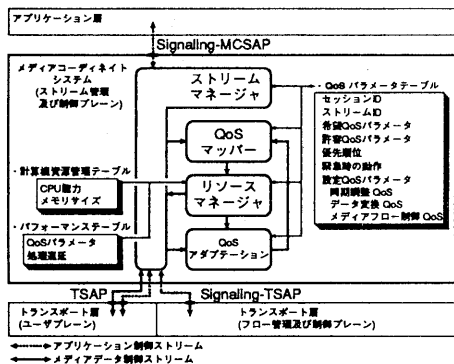 アプリケーション層
Signaling-MCSAP
メディアコーディネイト
システム
(ストリーム管理
及び制御プレーン)
ストリーム
マネージャ
QoS
マッパー
リソース
マネージャ
QoS
アダプテーション
・QoSパラメータテーブル
セッションID
ストリームID
希望QoSパラメータ
許容QoSパラメータ
優先順位
緊急時の動作
設定QoSパラメータ
同期調整 QoS
データ変換 QoS
メディアフロー制御 QoS
・計算機資源管理テーブル
CPU能力
メモリサイズ
・パフォーマンステーブル
QoSパラメータ
処理遅延
TSAP
Signaling-TSAP
トランスポート層
(ユーザプレーン)
トランスポート層
(フロー管理及び制御プレーン)
アプリケーション制御ストリーム
メディアデータ制御ストリーム